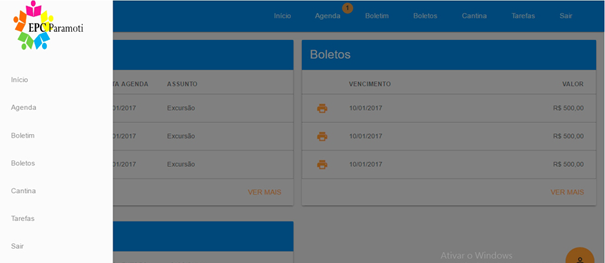 EPC Paramoti
Início
Agenda
Boletim
Boletos
Cantina
Tarefas
Sair
Início
Agenda
Boletim
Boletos
Cantina
Tarefas
Sair
TA AGENDA
ASSUNTO
01/2017
Excursão
01/2017
Excursão
01/2017
Excursão
VER MAIS
Boletos
VENCIMENTO
VALOR
10/01/2017
R$ 500,00
10/01/2017
R$ 500,00
10/01/2017
R$ 500,00
VER MAIS
Ativar o Windows